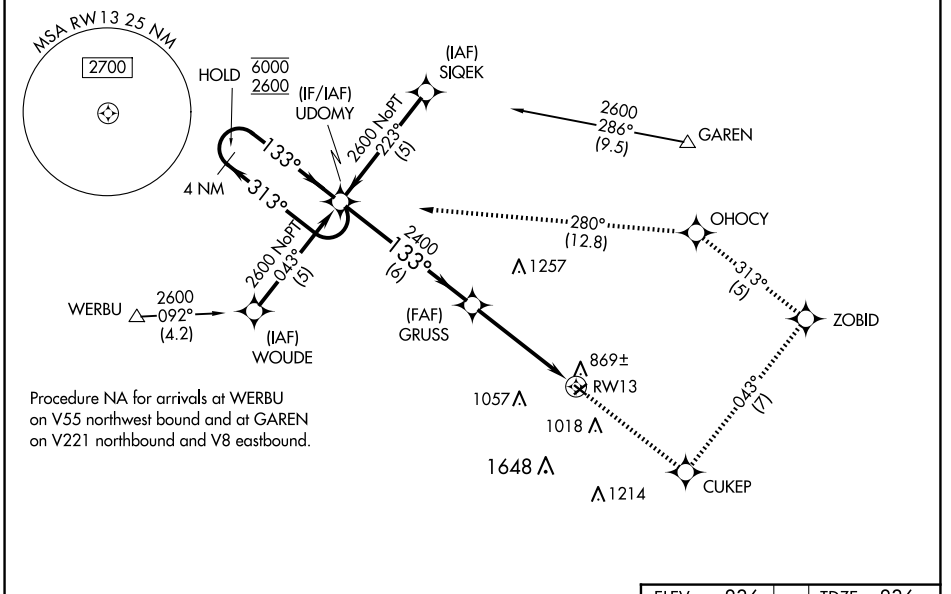 MSA RW13 25 NM
2700
HOLD
6000
2600
(IF/IAF)
UDOMY
(IAF)
SIQEK
2600 NoPT
223°
(5)
2600
286°
(9.5)
GAREN
133°
4 NM
313°
OHOCY
280°
(12.8)
2400
133°
(6)
1257
313°
(5)
2600 NoPT
043°
(5)
WERBU
2600
092°
(4.2)
(IAF)
WOUDE
(FAF)
GRUSS
ZOBID
869±
RW13
1057
1018
043°
(7)
Procedure NA for arrivals at WERBU
on V55 northwest bound and at GAREN
on V221 northbound and V8 eastbound.
1648
1214
CUKEP